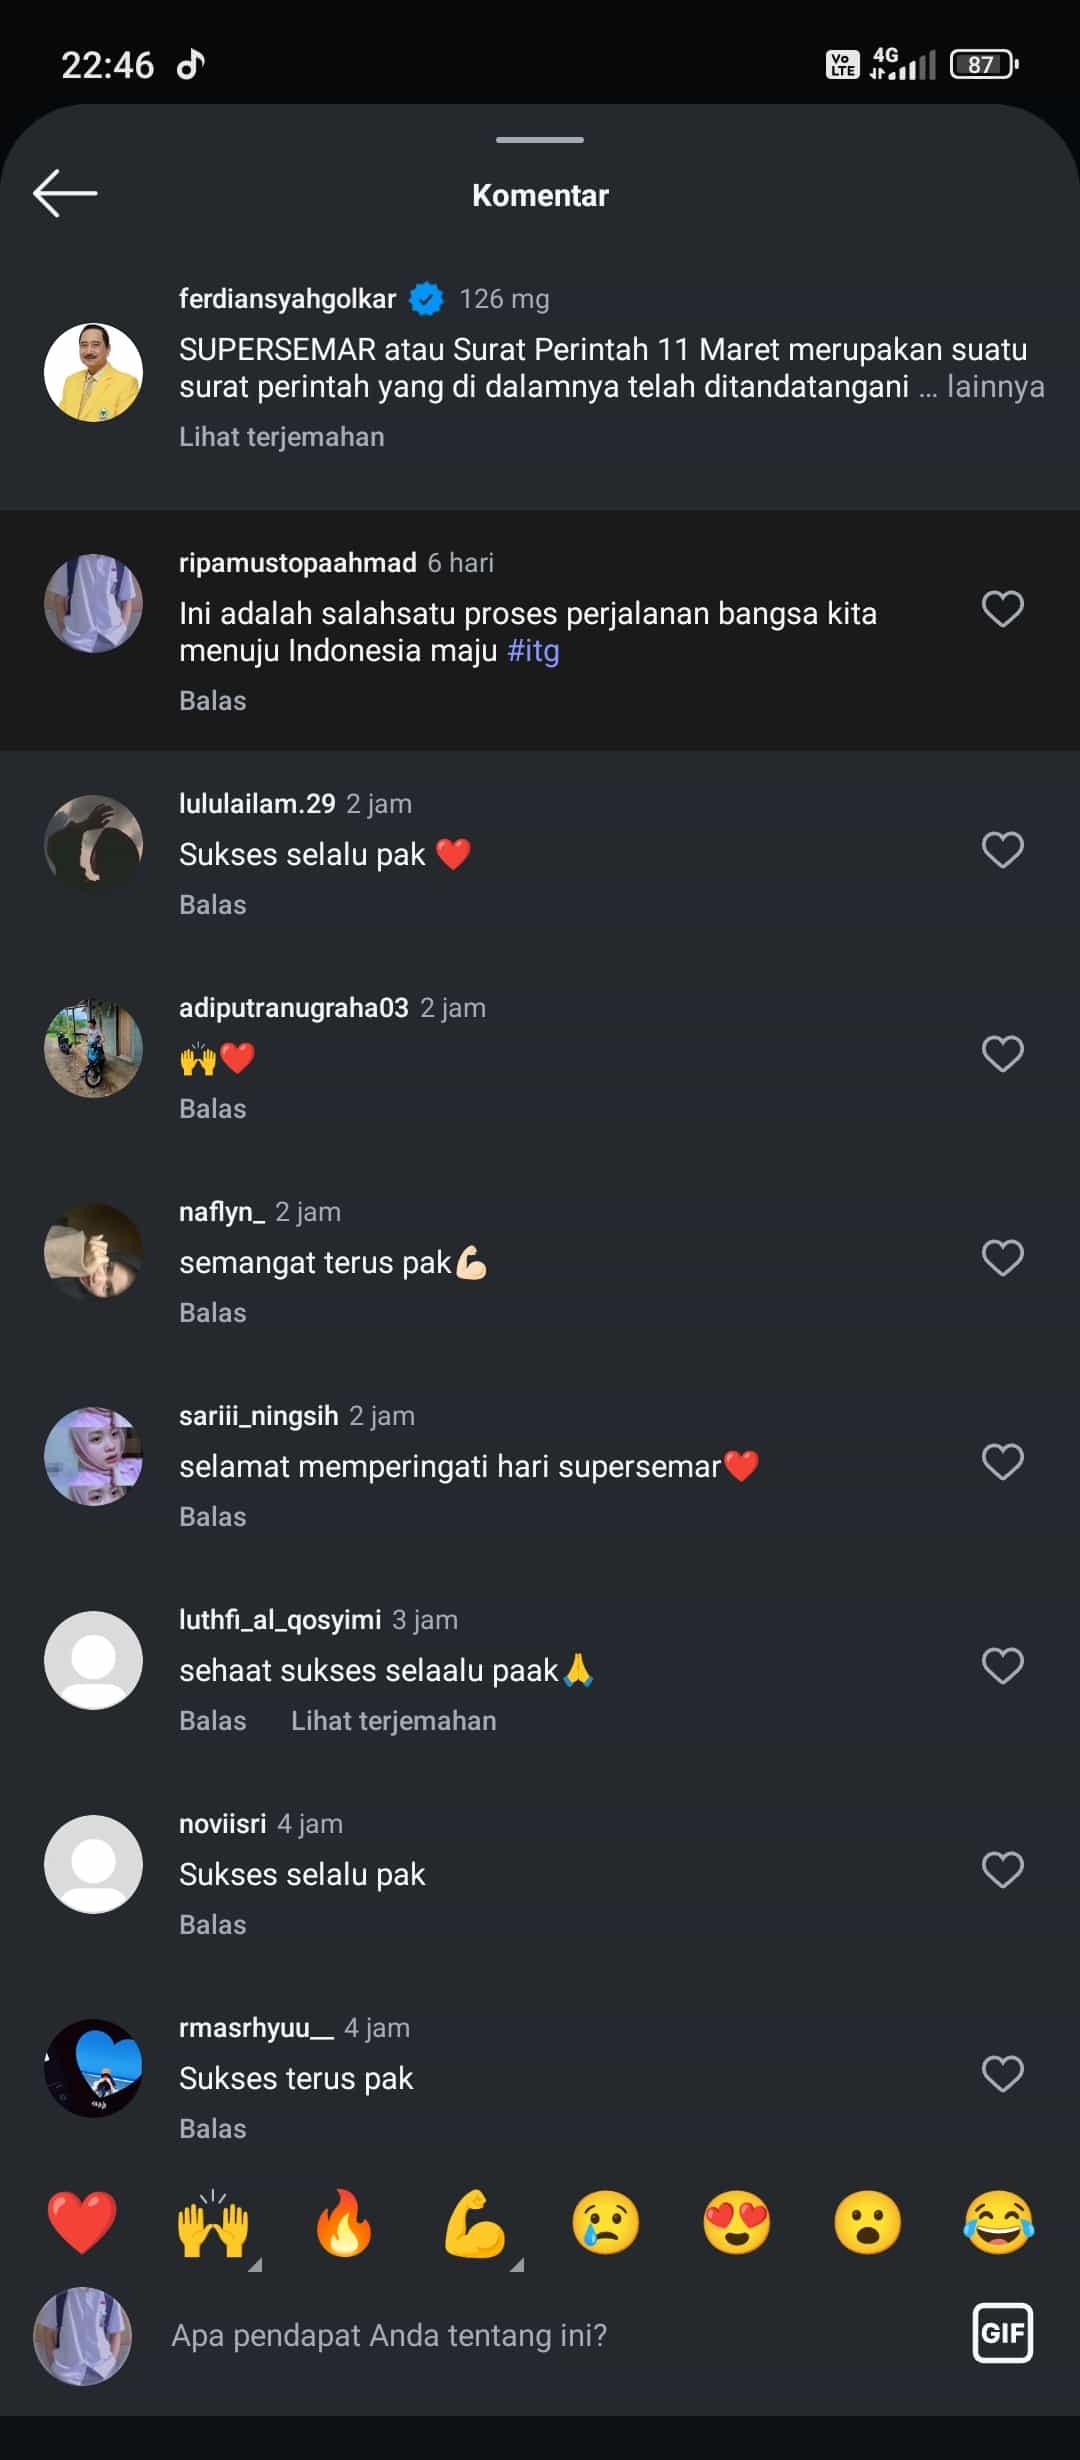 22:46
Vo LTE 4G 87
Komentar
ferdiansyahgolkar 126 mg
SUPERSEMAR atau Surat Perintah 11 Maret merupakan suatu
surat perintah yang di dalamnya telah ditandatangani ... lainnya
Lihat terjemahan
ripamustopaahmad 6 hari
Ini adalah salahsatu proses perjalanan bangsa kita
menuju Indonesia maju #itg
Balas
lululailam.29 2 jam
Sukses selalu pak ❤️
Balas
adiputranugraha03 2 jam
🙌❤️
Balas
naflyn_ 2 jam
semangat terus pak💪🏻
Balas
sariii_ningsih 2 jam
selamat memperingati hari supersemar❤️
Balas
luthfi_al_qosyimi 3 jam
sehaat sukses selaalu paak🙏
Balas Lihat terjemahan
noviisri 4 jam
Sukses selalu pak
Balas
rmasrhyuu__ 4 jam
Sukses terus pak
Balas
❤️ 🙌 🔥 💪 😢 😍 😮 😂
Apa pendapat Anda tentang ini? GIF